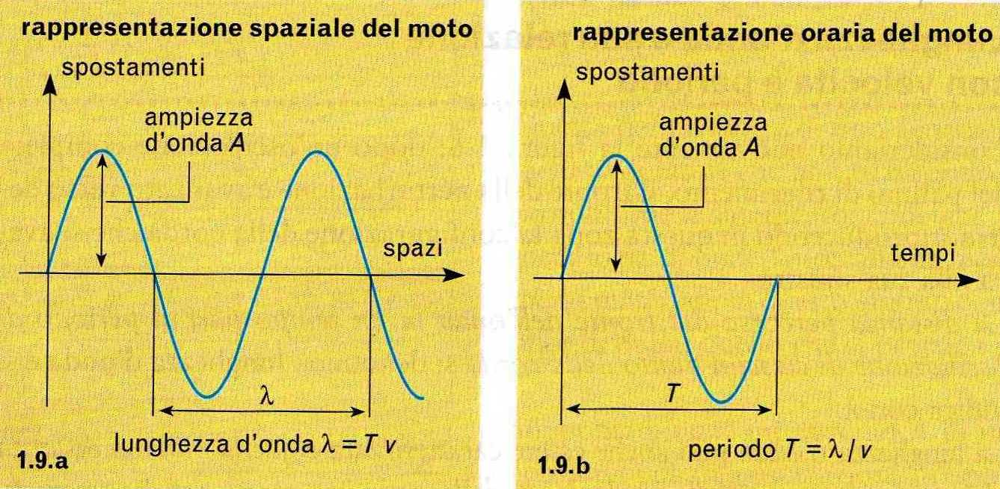 rappresentazione spaziale del moto
spostamenti
ampiezza
d'onda A
spazi
λ
lunghezza d'onda λ = T v
1.9.a
rappresentazione oraria del moto
spostamenti
ampiezza
d'onda A
tempi
T
periodo T = λ / v
1.9.b